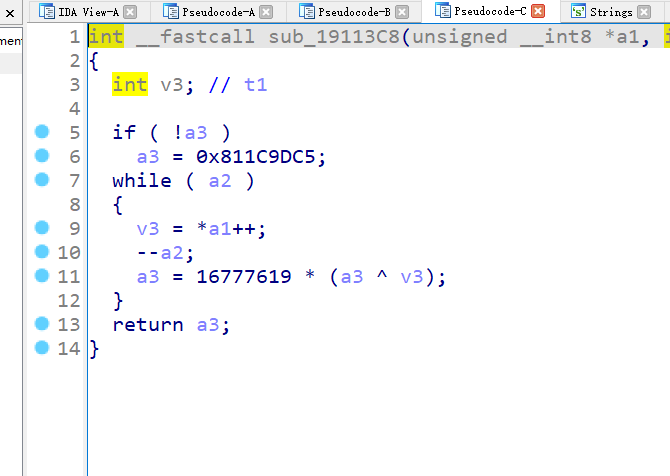 IDA View-A Pseudocode-A Pseudocode-B Pseudocode-C Strings
ment
1 int __fastcall sub_19113C8(unsigned __int8 *a1,
2 {
3 int v3; // t1
4
5 if ( !a3 )
6 a3 = 0x811C9DC5;
7 while ( a2 )
8 {
9 v3 = *a1++;
10 --a2;
11 a3 = 16777619 * (a3 ^ v3);
12 }
13 return a3;
14 }